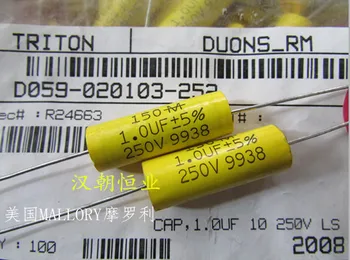 TRITON DUONS_RM
D059-020103-252
ec# : R24663
150 M
1.0UF±5%
250V 9938
150 M
1.0UF±5%
250V 9938
汉朝恒业
美国MALLORY摩罗利
CAP,1.0UF 10 250V LS
Y : 100
2008